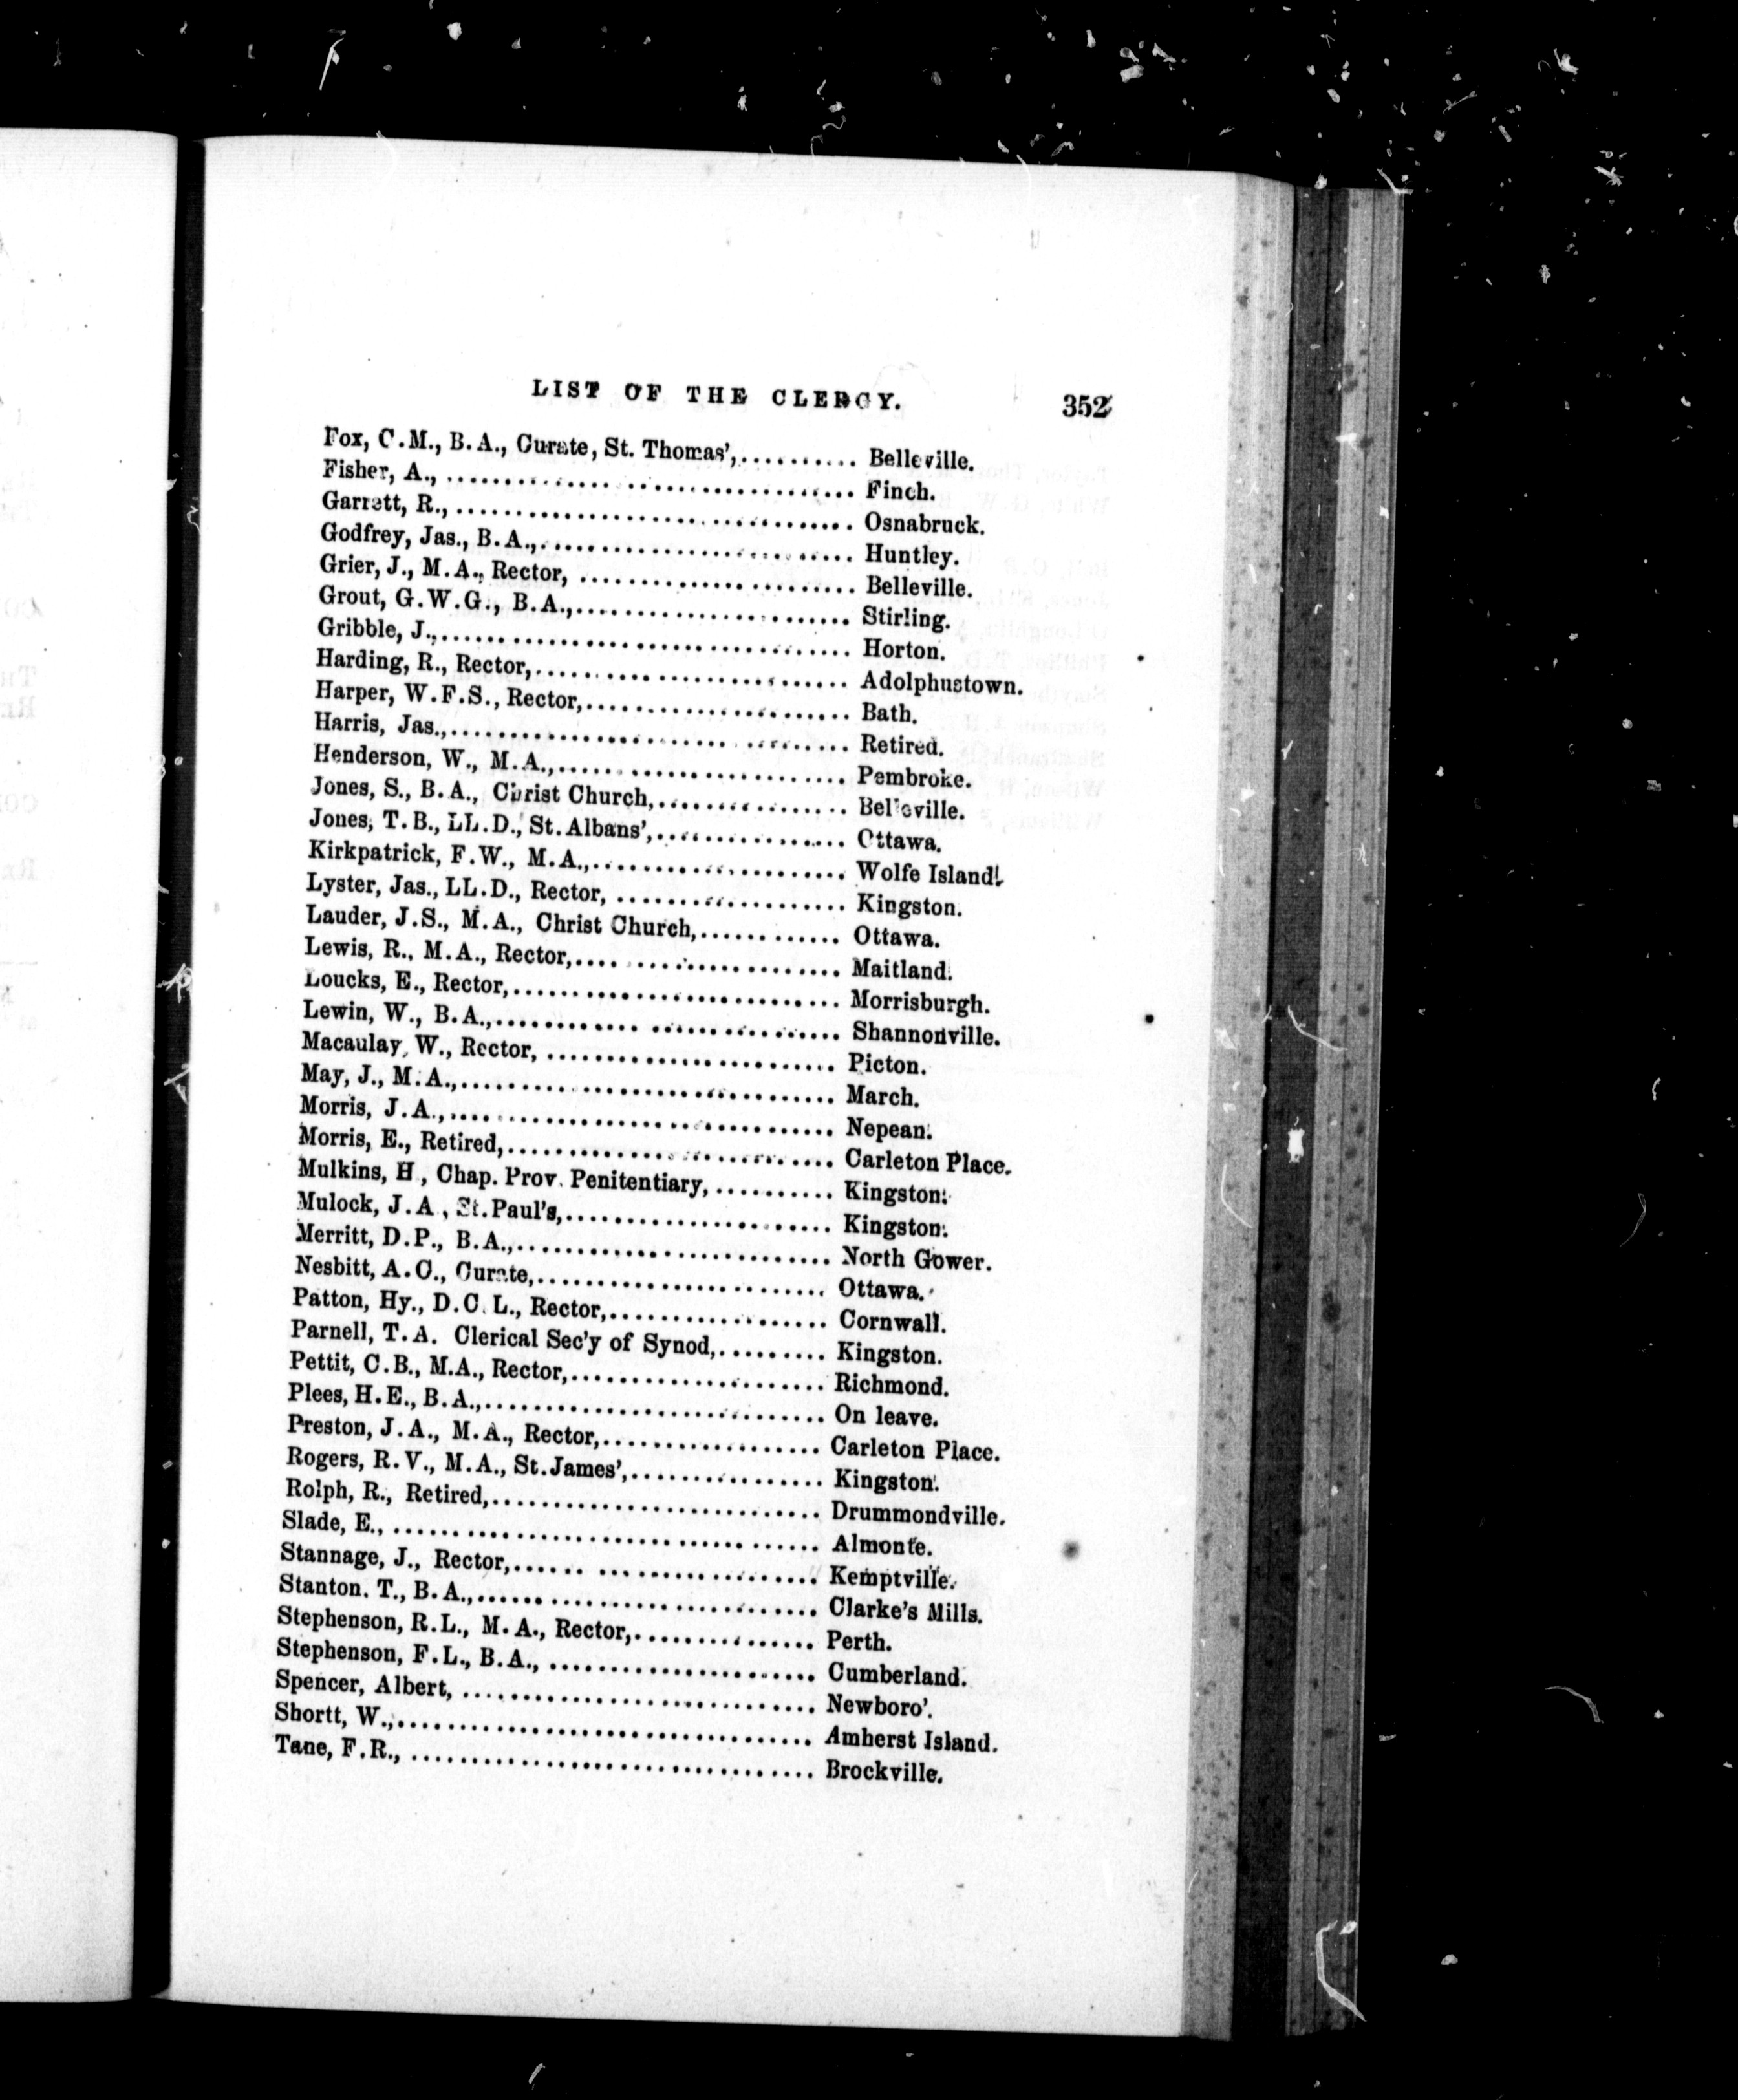 LIST OF THE CLERGY. 352
Fox, C.M., B.A., Curate, St. Thomas',.......... Belleville.
Fisher, A., .................................... Finch.
Garrett, R., ................................... Osnabruck.
Godfrey, Jas., B.A.,............................ Huntley.
Grier, J., M.A., Rector, ........................ Belleville.
Grout, G.W.G., B.A.,........................ Stirling.
Gribble, J.,.................................... Horton.
Harding, R., Rector,............................ Adolphustown.
Harper, W.F.S., Rector,....................... Bath.
Harris, Jas.,................................... Retired.
Henderson, W., M.A.,......................... Pembroke.
Jones, S., B.A., Christ Church,................. Belleville.
Jones, T.B., LL.D., St. Albans',................. Ottawa.
Kirkpatrick, F.W., M.A.,...................... Wolfe Island.
Lyster, Jas., LL.D., Rector, .................... Kingston.
Lauder, J.S., M.A., Christ Church,............ Ottawa.
Lewis, R., M.A., Rector,....................... Maitland.
Loucks, E., Rector,............................ Morrisburgh.
Lewin, W., B.A.,.............................. Shannonville.
Macaulay, W., Rector, ......................... Picton.
May, J., M.A.,................................. March.
Morris, J.A.,.................................. Nepean.
Morris, E., Retired,............................ Carleton Place.
Mulkins, H , Chap. Prov. Penitentiary,.......... Kingston.
Mulock, J.A , St. Paul's,....................... Kingston.
Merritt, D.P., B.A.,............................ North Gower.
Nesbitt, A.C., Curate,......................... Ottawa.
Patton, Hy., D.C.L., Rector,................... Cornwall.
Parnell, T.A. Clerical Sec'y of Synod,......... Kingston.
Pettit, C.B., M.A., Rector,...................... Richmond.
Plees, H.E., B.A.,............................. On leave.
Preston, J.A., M.A., Rector,................... Carleton Place.
Rogers, R.V., M.A., St. James',................. Kingston.
Rolph, R., Retired,............................ Drummondville.
Slade, E., ..................................... Almonte.
Stannage, J., Rector,.......................... Kemptville.
Stanton. T., B.A.,............................. Clarke's Mills.
Stephenson, R.L., M.A., Rector,............... Perth.
Stephenson, F.L., B.A., ....................... Cumberland.
Spencer, Albert, .............................. Newboro'.
Shortt, W.,.................................... Amherst Island.
Tane, F.R., ................................... Brockville.